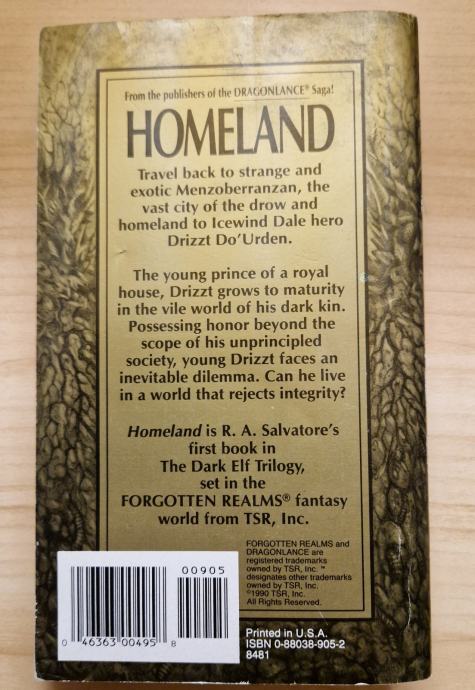 From the publishers of the DRAGONLANCE® Saga!
HOMELAND
Travel back to strange and
exotic Menzoberranzan, the
vast city of the drow and
homeland to Icewind Dale hero
Drizzt Do'Urden.
The young prince of a royal
house, Drizzt grows to maturity
in the vile world of his dark kin.
Possessing honor beyond the
scope of his unprincipled
society, young Drizzt faces an
inevitable dilemma. Can he live
in a world that rejects integrity?
Homeland is R. A. Salvatore's
first book in
The Dark Elf Trilogy,
set in the
FORGOTTEN REALMS® fantasy
world from TSR, Inc.
FORGOTTEN REALMS and
DRAGONLANCE are
registered trademarks
owned by TSR, Inc. ™
designates other trademarks
owned by TSR, Inc.
©1990 TSR, Inc.
All Rights Reserved.
00905
0 46363 00495 8
Printed in U.S.A.
ISBN 0-88038-905-2
8481